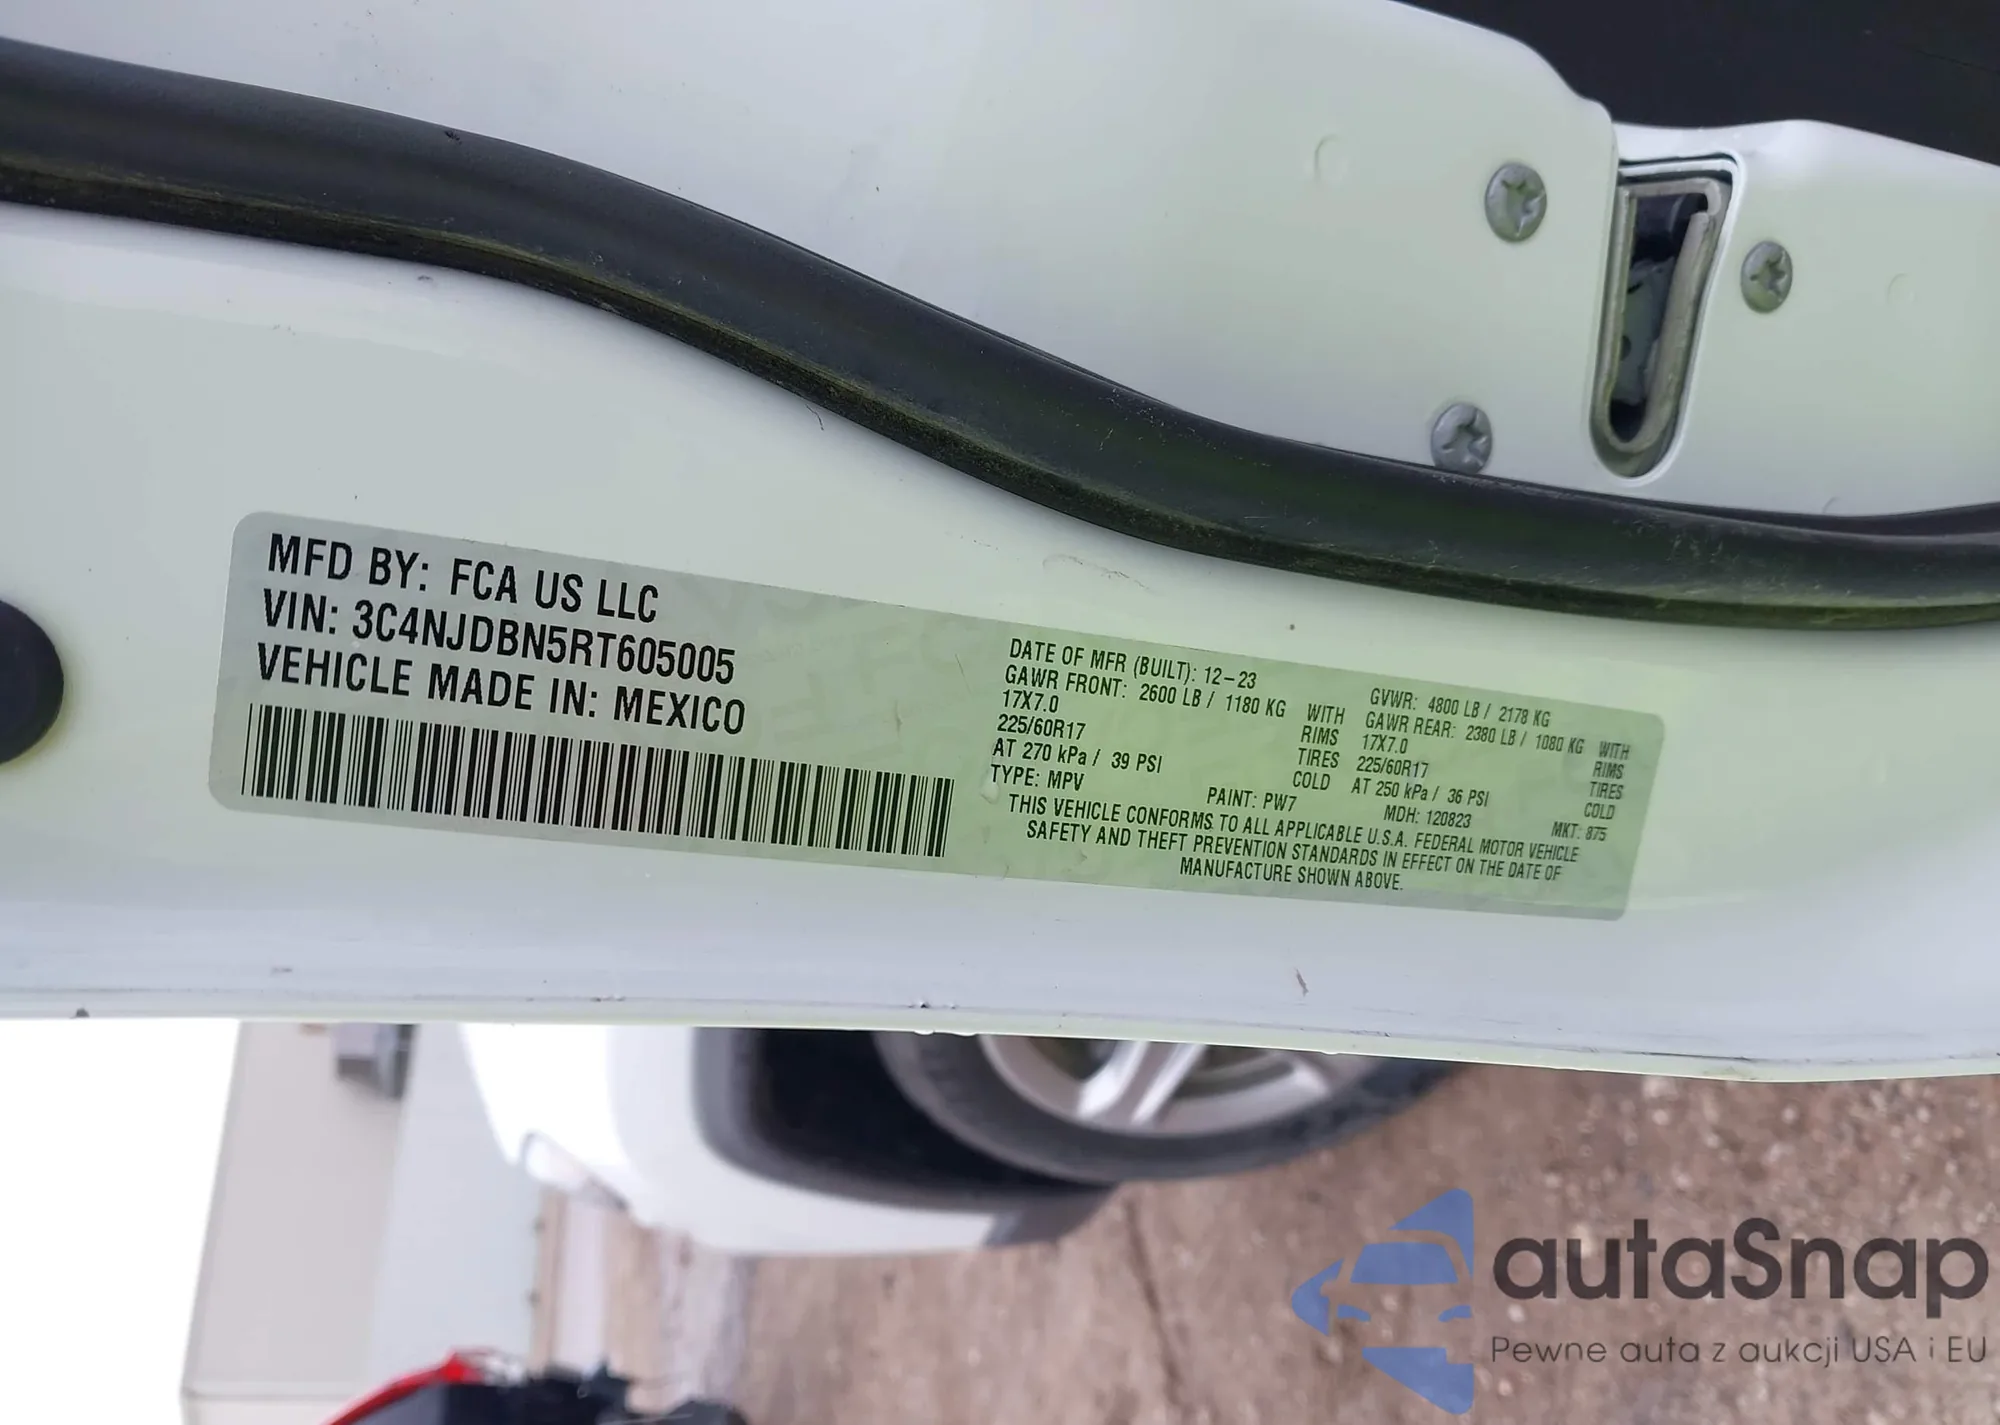 MFD BY: FCA US LLC
VIN: 3C4NJDBN5RT605005
VEHICLE MADE IN: MEXICO
DATE OF MFR (BUILT): 12-23
GVWR: 4800 LB / 2178 KG
GAWR FRONT: 2600 LB / 1180 KG WITH
GAWR REAR: 2380 LB / 1080 KG WITH
17X7.0 RIMS
17X7.0 RIMS
225/60R17 TIRES
225/60R17 TIRES
AT 270 kPa / 39 PSI COLD
AT 250 kPa / 36 PSI COLD
TYPE: MPV PAINT: PW7 MDH: 120823 MKT: 875
THIS VEHICLE CONFORMS TO ALL APPLICABLE U.S.A. FEDERAL MOTOR VEHICLE
SAFETY AND THEFT PREVENTION STANDARDS IN EFFECT ON THE DATE OF
MANUFACTURE SHOWN ABOVE.
autaSnap
Pewne auta z aukcji USA i EU